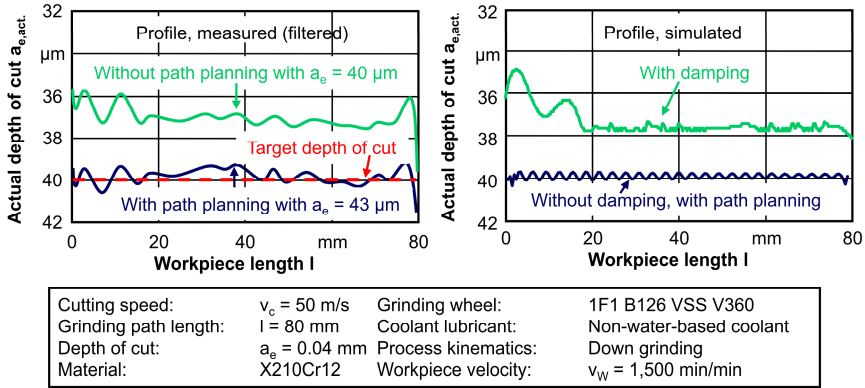 Actual depth of cut ae,act.
32
µm
36
38
40
42
Profile, measured (filtered)
Without path planning with ae = 40 µm
Target depth of cut
With path planning with ae = 43 µm
0
20
40
mm
80
Workpiece length l
Actual depth of cut ae,act.
32
µm
36
38
40
42
Profile, simulated
With damping
Without damping, with path planning
0
20
40
mm
80
Workpiece length l
Cutting speed: vc = 50 m/s Grinding wheel: 1F1 B126 VSS V360
Grinding path length: l = 80 mm Coolant lubricant: Non-water-based coolant
Depth of cut: ae = 0.04 mm Process kinematics: Down grinding
Material: X210Cr12 Workpiece velocity: vW = 1,500 min/min